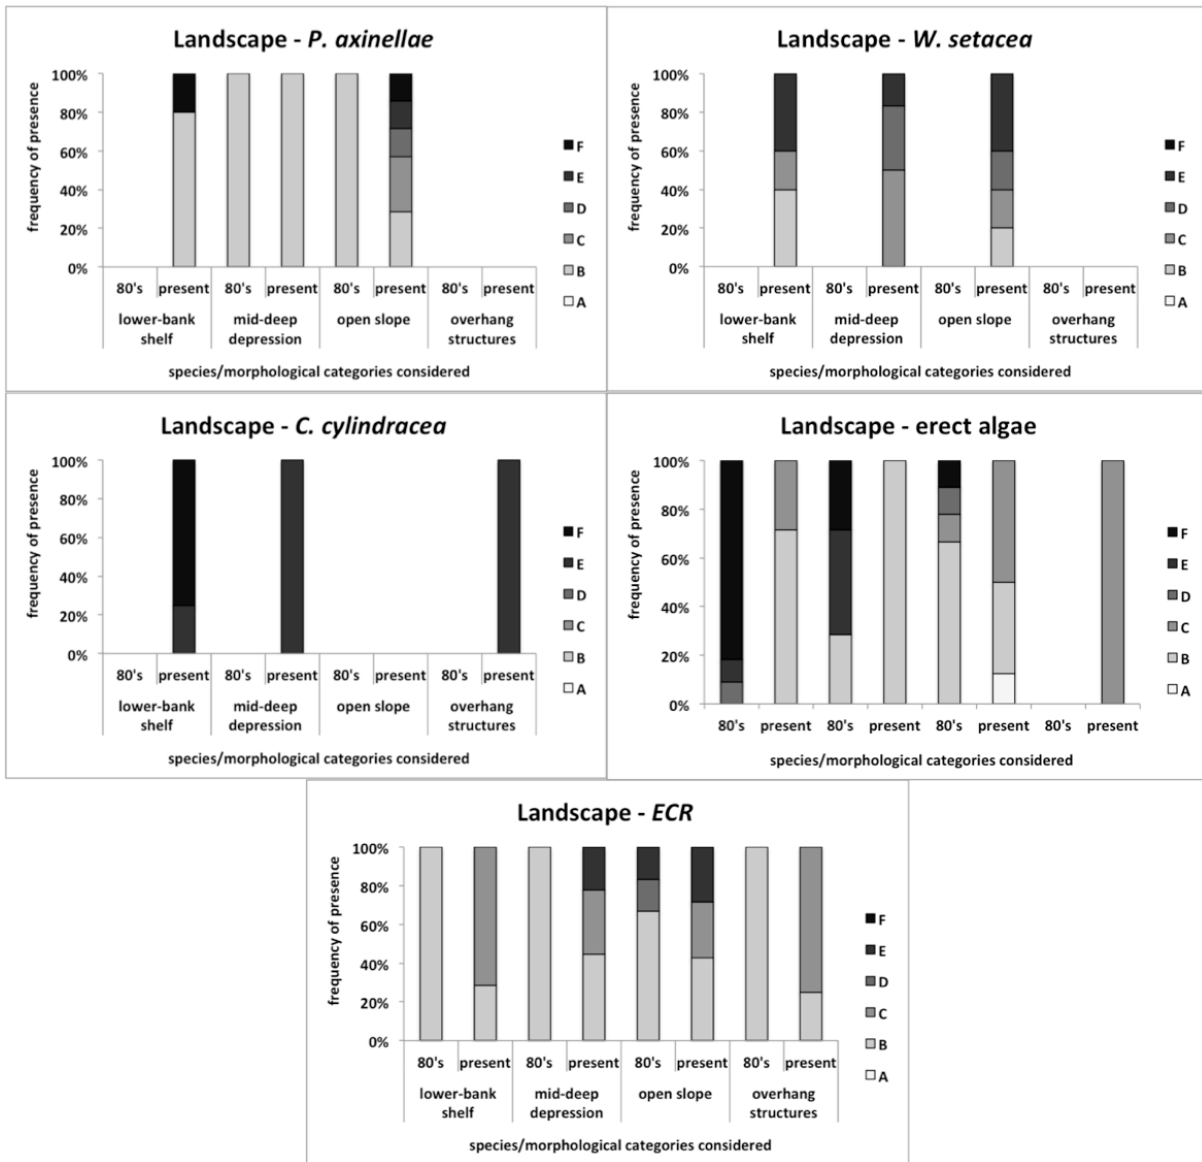 Landscape - P. axinellae
frequency of presence
100%
80%
60%
40%
20%
0%
80's present 80's present 80's present 80's present
lower-bank shelf
mid-deep depression
open slope
overhang structures
species/morphological categories considered
F
E
D
C
B
A
Landscape - W. setacea
frequency of presence
100%
80%
60%
40%
20%
0%
80's present 80's present 80's present 80's present
lower-bank shelf
mid-deep depression
open slope
overhang structures
species/morphological categories considered
F
E
D
C
B
A
Landscape - C. cylindracea
frequency of presence
100%
80%
60%
40%
20%
0%
80's present 80's present 80's present 80's present
lower-bank shelf
mid-deep depression
open slope
overhang structures
species/morphological categories considered
F
E
D
C
B
A
Landscape - erect algae
frequency of presence
100%
80%
60%
40%
20%
0%
80's present 80's present 80's present 80's present
species/morphological categories considered
F
E
D
C
B
A
Landscape - ECR
frequency of presence
100%
80%
60%
40%
20%
0%
80's present 80's present 80's present 80's present
lower-bank shelf
mid-deep depression
open slope
overhang structures
species/morphological categories considered
F
E
D
C
B
A